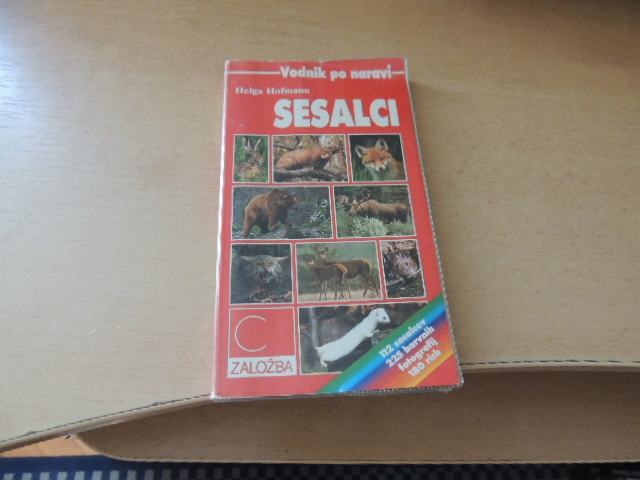 Vodnik po naravi
Helga Hofmann
SESALCI
C
ZALOŽBA
112 sesalcev
225 barvnih
fotografij
180 risb